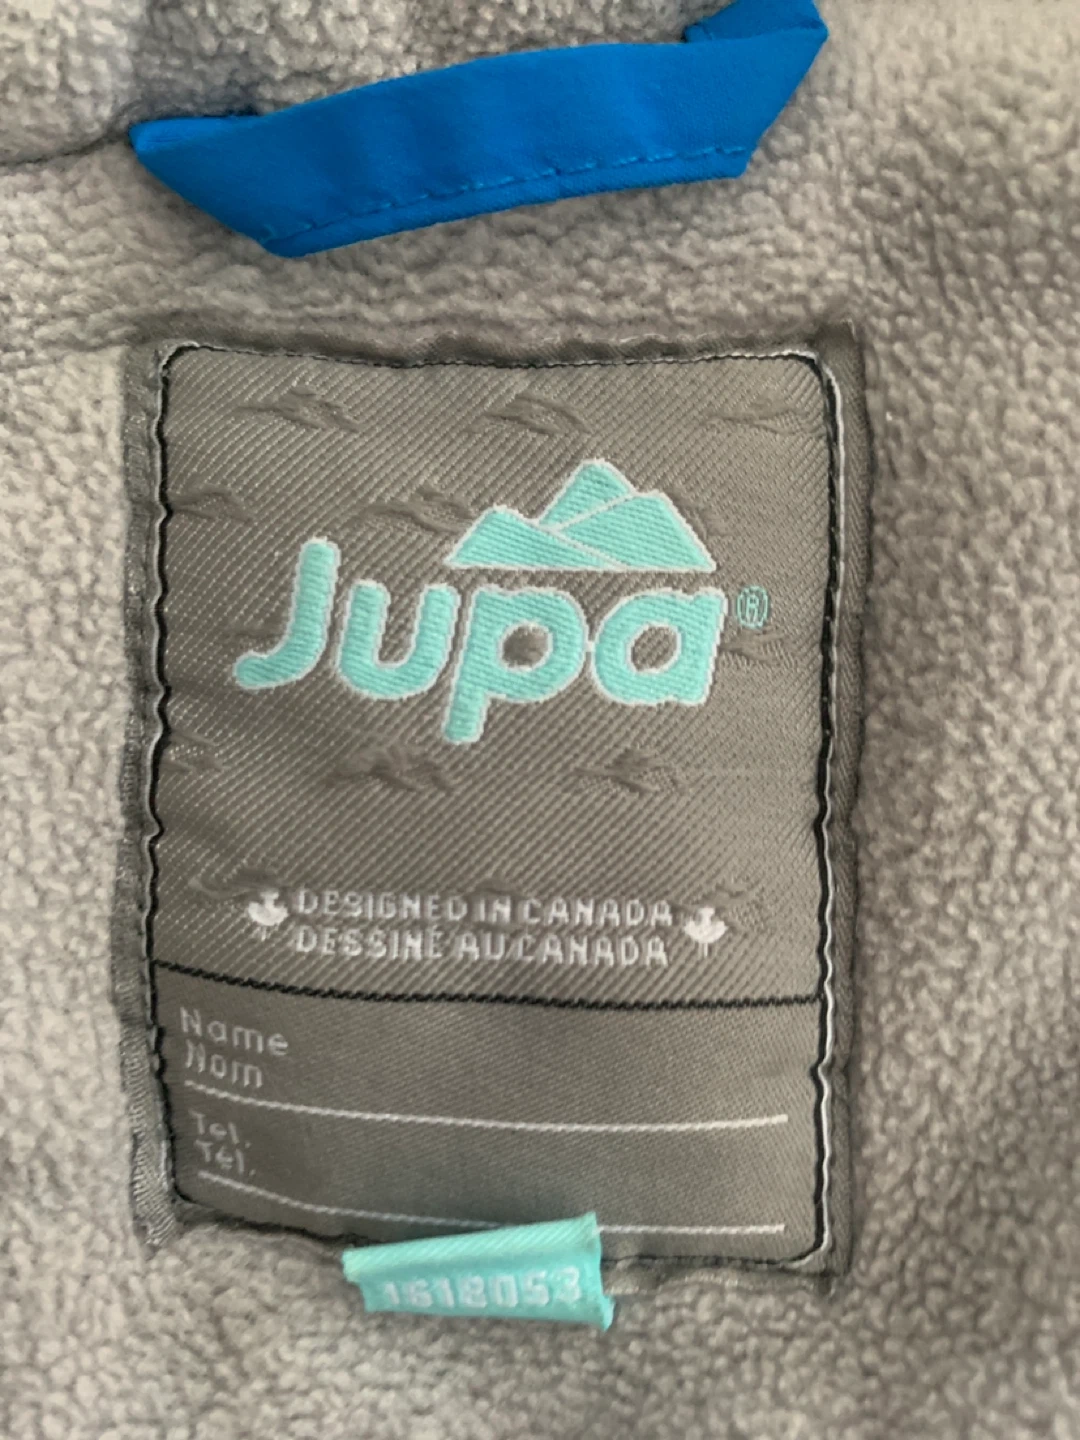 Jupa®
DESIGNED IN CANADA
DESSINÉ AU CANADA
Name
Nom
Tel.
Tél.
1618053